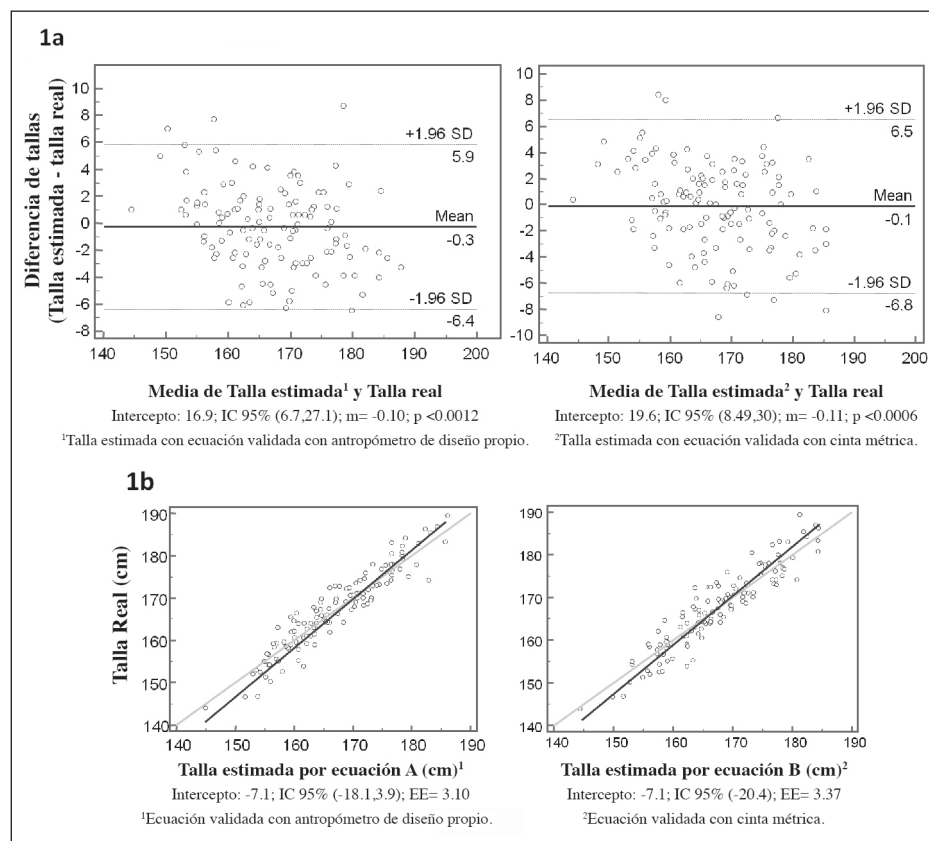 1a
Diferencia de tallas
(Talla estimada - talla real)
10
8
6
4
2
0
-2
-4
-6
-8
+1.96 SD
5.9
Mean
-0.3
-1.96 SD
-6.4
140 150 160 170 180 190 200
Media de Talla estimada¹ y Talla real
Intercepto: 16.9; IC 95% (6.7,27.1); m= -0.10; p <0.0012
¹Talla estimada con ecuación validada con antropómetro de diseño propio.
10
8
6
4
2
0
-2
-4
-6
-8
-10
+1.96 SD
6.5
Mean
-0.1
-1.96 SD
-6.8
140 150 160 170 180 190 200
Media de Talla estimada² y Talla real
Intercepto: 19.6; IC 95% (8.49,30); m= -0.11; p <0.0006
²Talla estimada con ecuación validada con cinta métrica.
1b
Talla Real (cm)
190
180
170
160
150
140
140 150 160 170 180 190
Talla estimada por ecuación A (cm)¹
Intercepto: -7.1; IC 95% (-18.1,3.9); EE= 3.10
¹Ecuación validada con antropómetro de diseño propio.
190
180
170
160
150
140
140 150 160 170 180 190
Talla estimada por ecuación B (cm)²
Intercepto: -7.1; IC 95% (-20.4); EE= 3.37
²Ecuación validada con cinta métrica.